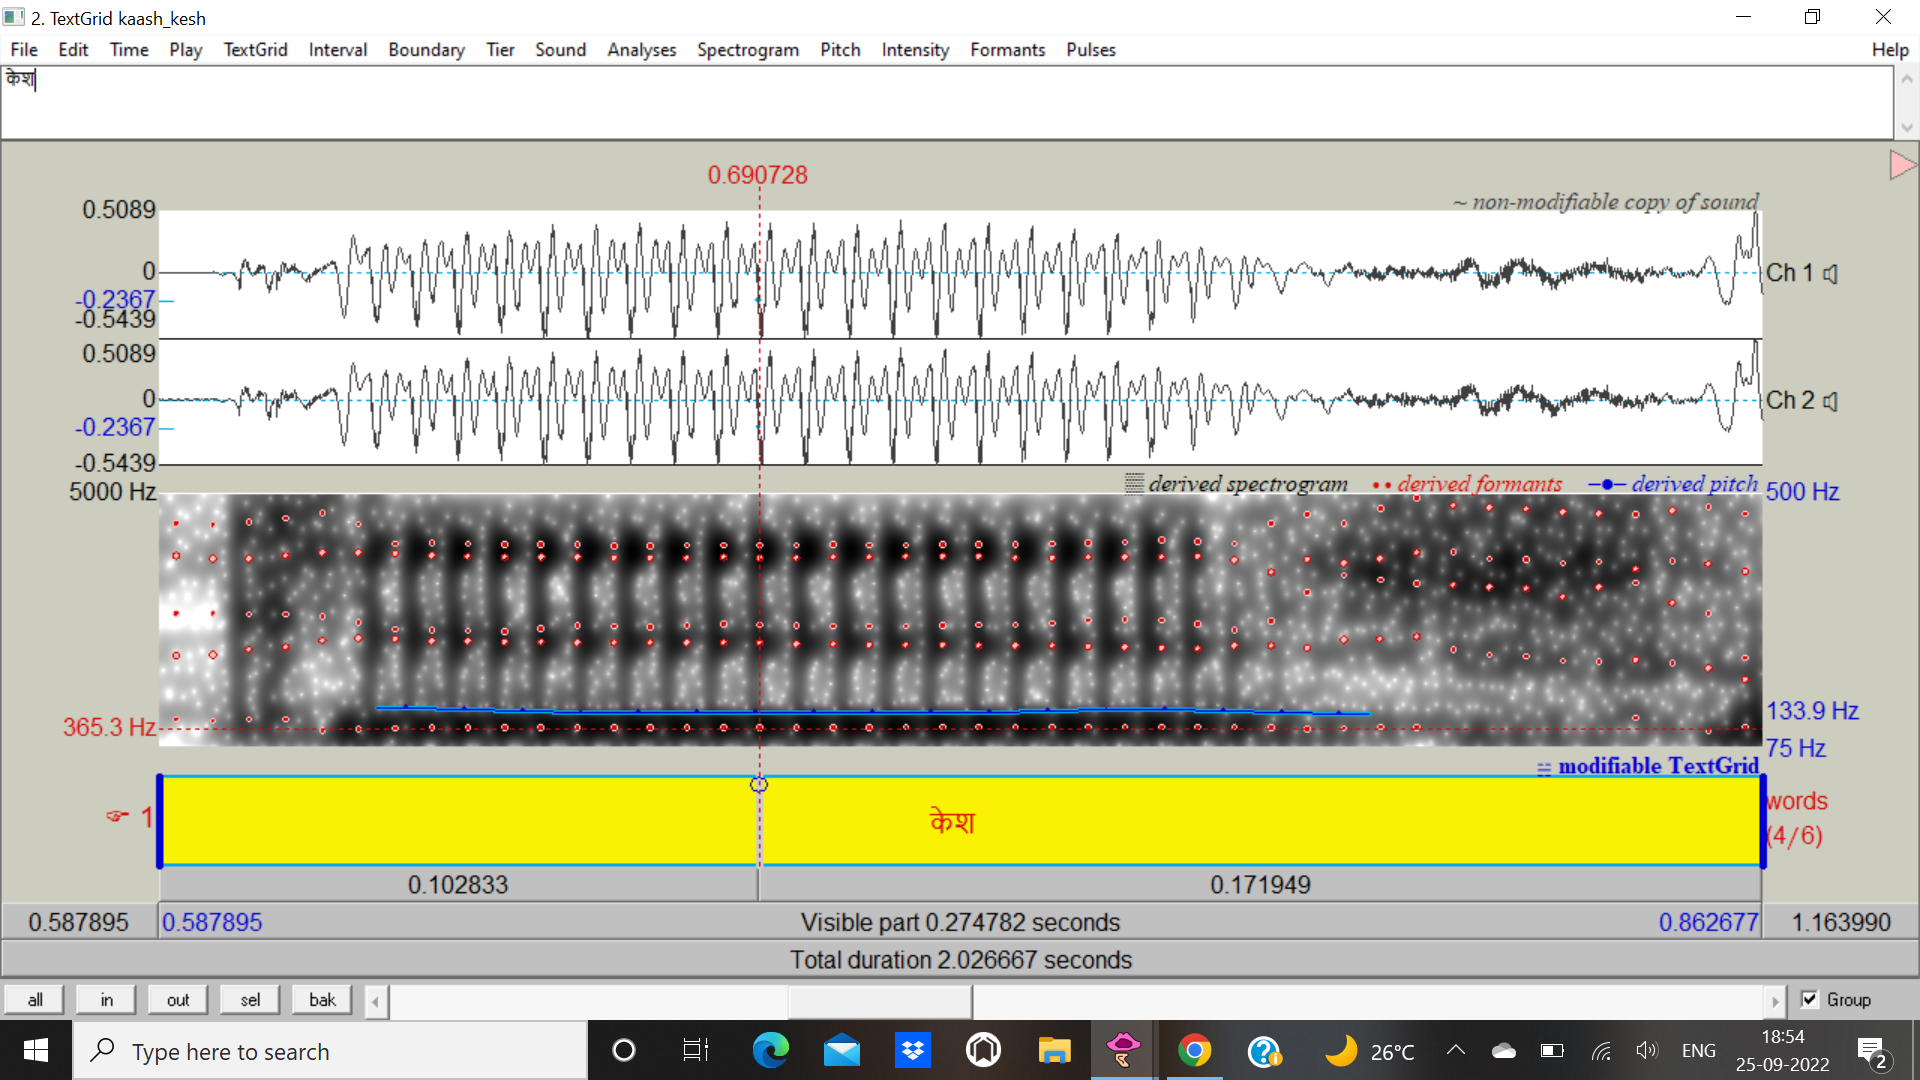 2. TextGrid kaash_kesh
File Edit Time Play TextGrid Interval Boundary Tier Sound Analyses Spectrogram Pitch Intensity Formants Pulses Help
केश
0.690728
~ non-modifiable copy of sound
0.5089
0
-0.2367
-0.5439
Ch 1
0.5089
0
-0.2367
-0.5439
Ch 2
derived spectrogram derived formants derived pitch
5000 Hz 500 Hz
365.3 Hz 133.9 Hz
75 Hz
modifiable TextGrid
1 केश words
(4/6)
0.102833 0.171949
0.587895 0.587895 Visible part 0.274782 seconds 0.862677 1.163990
Total duration 2.026667 seconds
all in out sel bak Group
Type here to search 26°C ENG 18:54
25-09-2022 2